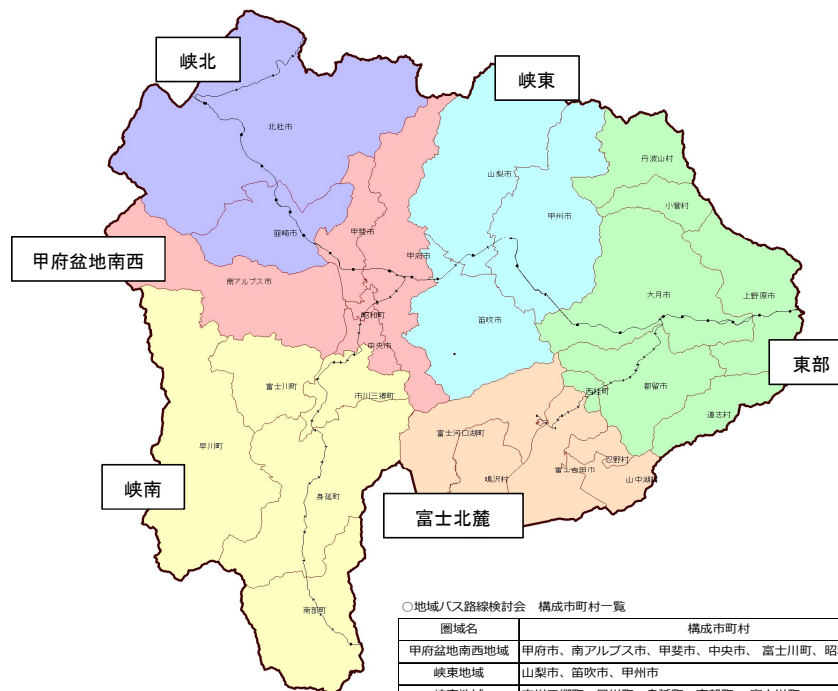 峡北
峡東
北杜市
丹波山村
山梨市
小菅村
甲州市
韮崎市
甲斐市
甲府市
甲府盆地南西
南アルプス市
大月市
上野原市
昭和町
笛吹市
中央市
東部
富士川町
市川三郷町
西桂町
都留市
道志村
早川町
富士河口湖町
忍野村
鳴沢村
富士吉田市
山中湖村
峡南
身延町
富士北麓
南部町
○地域バス路線検討会 構成市町村一覧
圏域名 構成市町村
甲府盆地南西地域 甲府市、南アルプス市、甲斐市、中央市、 富士川町、昭
峡東地域 山梨市、笛吹市、甲州市